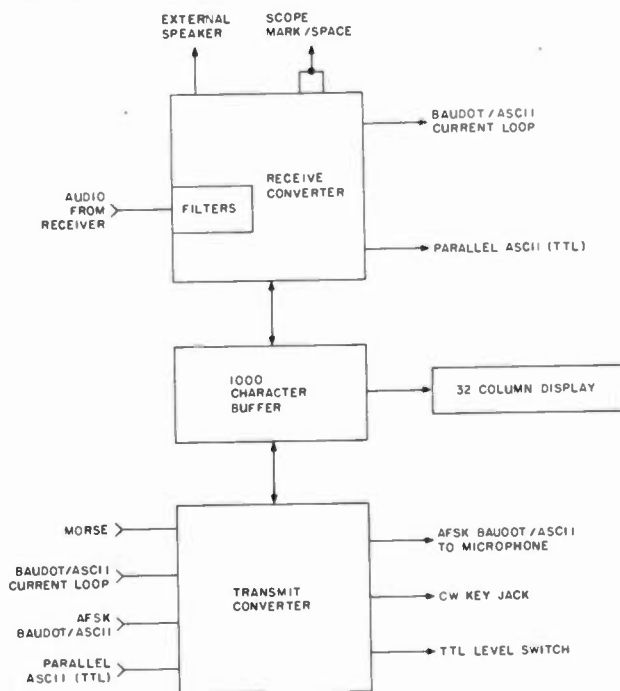 EXTERNAL
SPEAKER
SCOPE
MARK/SPACE
BAUDOT/ASCII
CURRENT LOOP
RECEIVE
CONVERTER
AUDIO
FROM
RECEIVER
FILTERS
PARALLEL ASCII (TTL)
1000
CHARACTER
BUFFER
32 COLUMN DISPLAY
MORSE
BAUDOT/ASCII
CURRENT LOOP
AFSK
BAUDOT/ASCII
PARALLEL
ASCII (TTL)
TRANSMIT
CONVERTER
AFSK BAUDOT/ASCII
TO MICROPHONE
CW KEY JACK
TTL LEVEL SWITCH